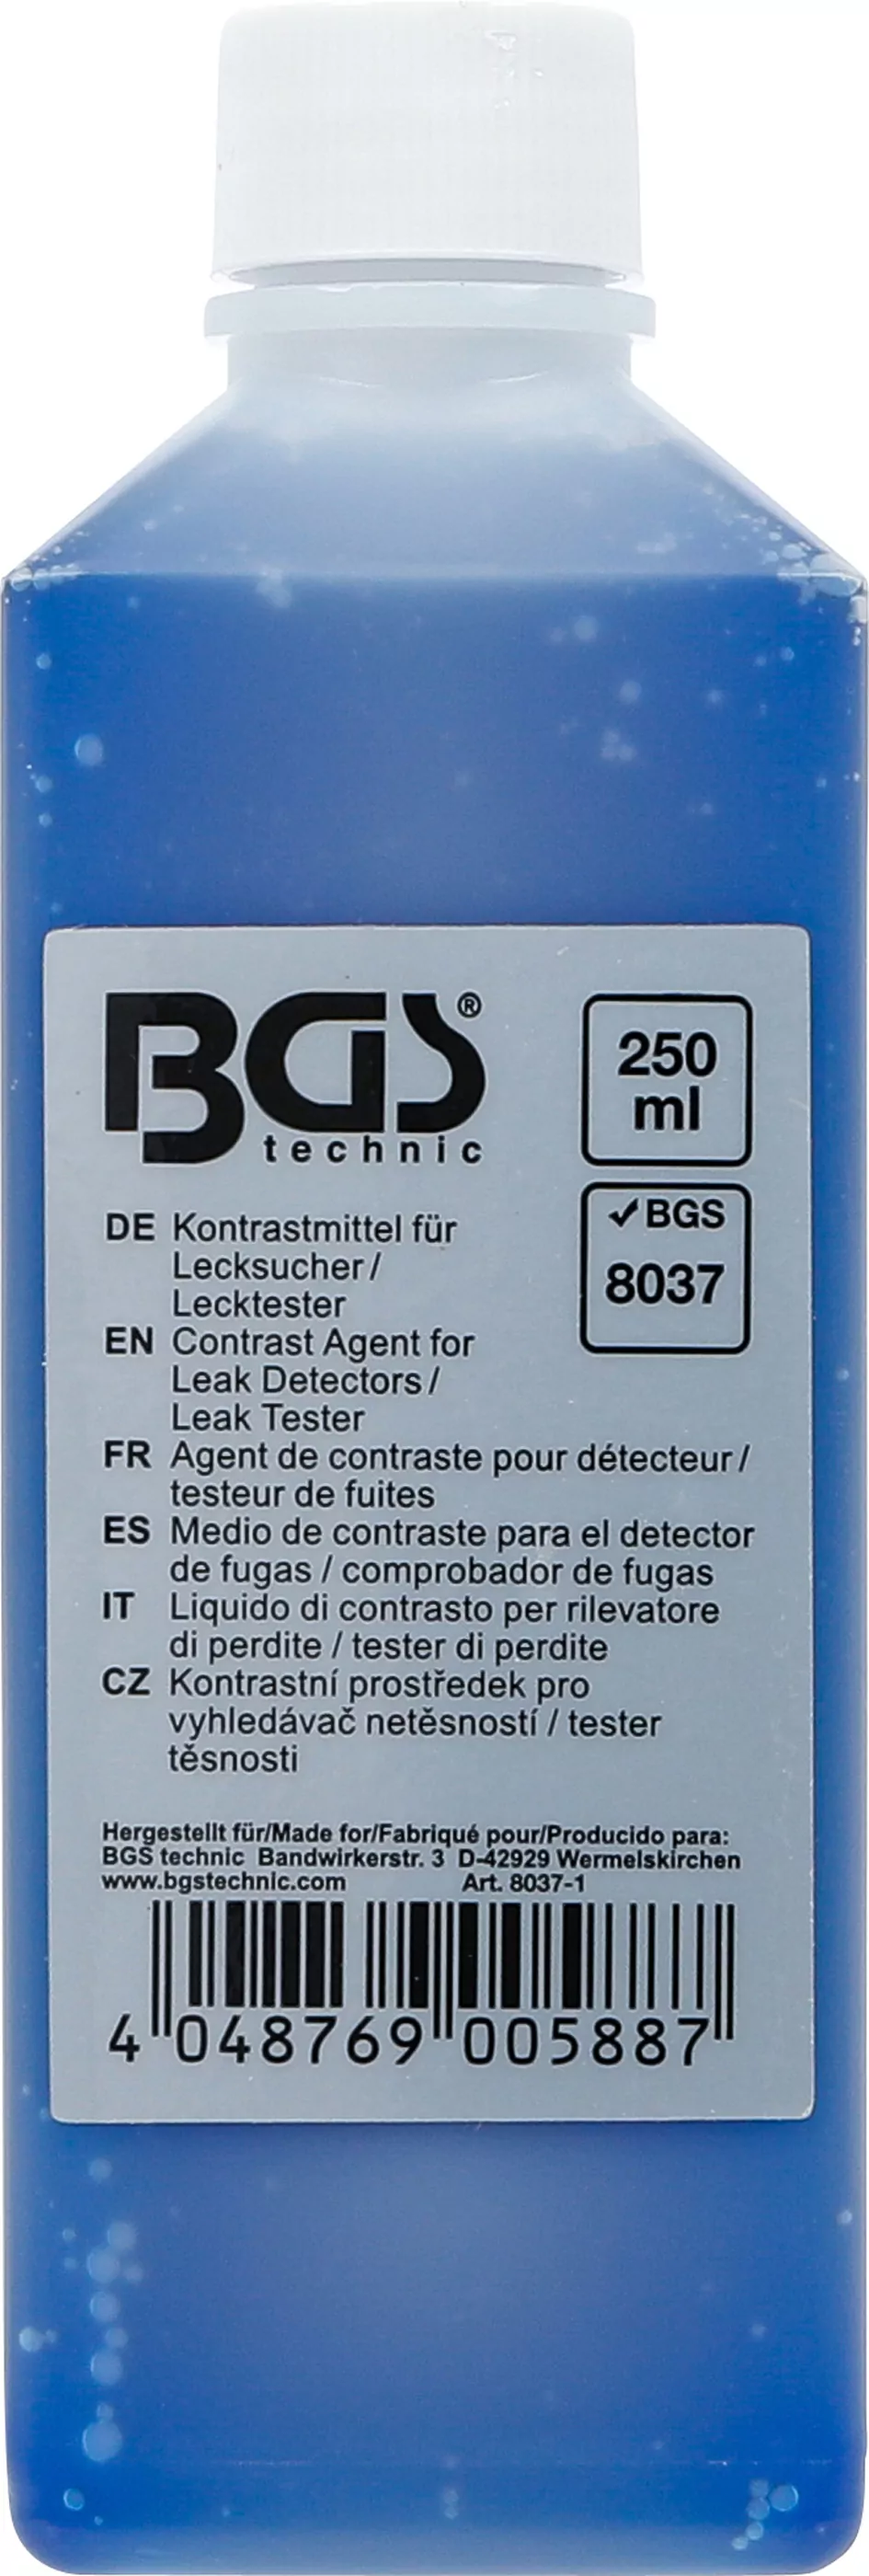 BGS®
technic
250
ml
✓BGS
8037
DE Kontrastmittel für
Lecksucher/
Lecktester
EN Contrast Agent for
Leak Detectors/
Leak Tester
FR Agent de contraste pour détecteur/
testeur de fuites
ES Medio de contraste para el detector
de fugas / comprobador de fugas
IT Liquido di contrasto per rilevatore
di perdite / tester di perdite
CZ Kontrastní prostředek pro
vyhledávač netěsností / tester
těsnosti
Hergestellt für/Made for/Fabriqué pour/Producido para:
BGS technic Bandwirkerstr. 3 D-42929 Wermelskirchen
www.bgstechnic.com Art. 8037-1
4 048769 005887